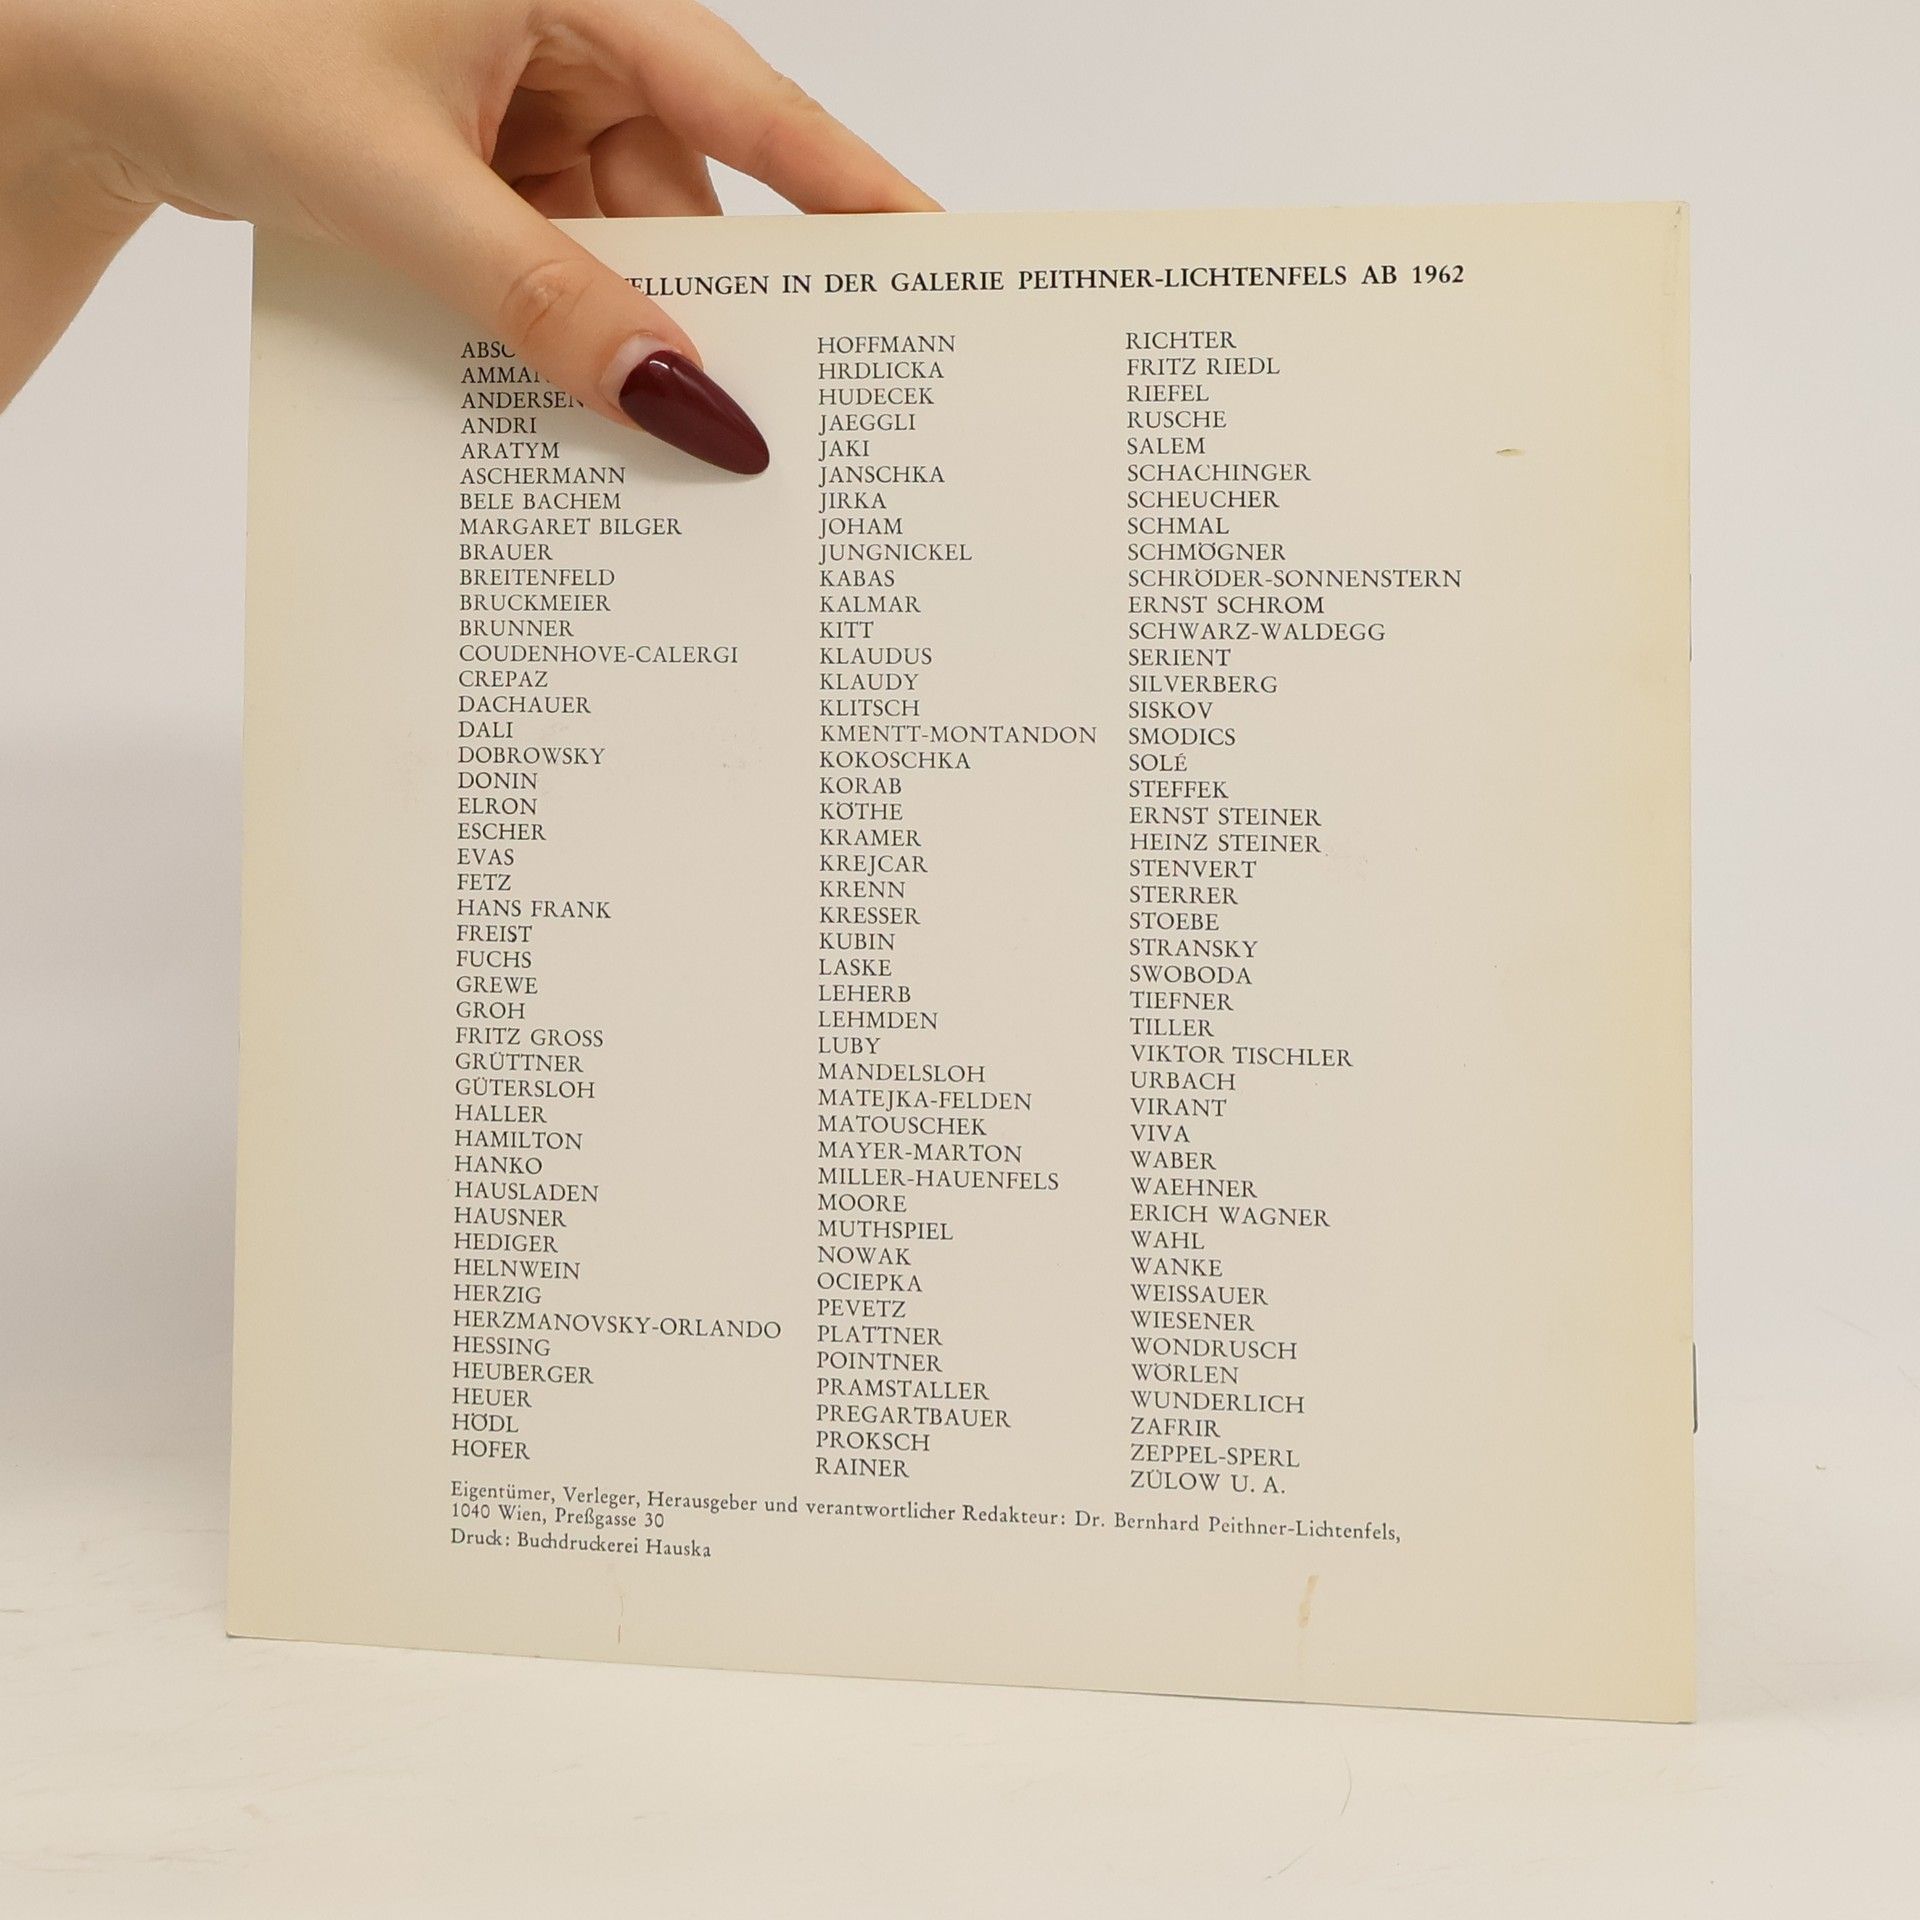 IN DER GALERIE PEITHNER-LICHTENFELS AB 1962
ANDRI
ARATYM
ASCHERMANN
BELE BACHEM
MARGARET BILGER
BRAUER
BREITENFELD
BRUCKMEIER
BRUNNER
COUDENHOVE-CALERGI
CREPAZ
DACHAUER
DALI
DOBROWSKY
DONIN
ELRON
ESCHER
EVAS
FETZ
HANS FRANK
FREIST
FUCHS
GREWE
GROH
FRITZ GROSS
GRÜTTNER
GÜTERSLOH
HALLER
HAMILTON
HANKO
HAUSLADEN
HAUSNER
HEDIGER
HELNWEIN
HERZIG
HERZMANOVSKY-ORLANDO
HESSING
HEUBERGER
HEUER
HÖDL
HOFER
HOFFMANN
HRDLICKA
HUDECEK
JAEGGLI
JAKI
JANSCHKA
JIRKA
JOHAM
JUNGNICKEL
KABAS
KALMAR
KITT
KLAUDUS
KLAUDY
KLITSCH
KMENTT-MONTANDON
KOKOSCHKA
KORAB
KÖTHE
KRAMER
KREJCAR
KRENN
KRESSER
KUBIN
LASKE
LEHERB
LEHMDEN
LUBY
MANDELSLOH
MATEJKA-FELDEN
MATOUSCHEK
MAYER-MARTON
MILLER-HAUENFELS
MOORE
MUTHSPIEL
NOWAK
OCIEPKA
PEVETZ
PLATTNER
POINTNER
PRAMSTALLER
PREGARTBAUER
PROKSCH
RAINER
RICHTER
FRITZ RIEDL
RIEFEL
RUSCHE
SALEM
SCHACHINGER
SCHEUCHER
SCHMAL
SCHMÖGNER
SCHRÖDER-SONNENSTERN
ERNST SCHROM
SCHWARZ-WALDEGG
SERIENT
SILVERBERG
SISKOV
SMODICS
SOLÉ
STEFFEK
ERNST STEINER
HEINZ STEINER
STENVERT
STERRER
STOEBE
STRANSKY
SWOBODA
TIEFNER
TILLER
VIKTOR TISCHLER
URBACH
VIRANT
VIVA
WABER
WAEHNER
ERICH WAGNER
WAHL
WANKE
WEISSAUER
WIESENER
WONDRUSCH
WÖRLEN
WUNDERLICH
ZAFRIR
ZEPPEL-SPERL
ZÜLOW U. A.
Eigentümer, Verleger, Herausgeber und verantwortlicher Redakteur: Dr. Bernhard Peithner-Lichtenfels,
1040 Wien, Preßgasse 30
Druck: Buchdruckerei Hauska